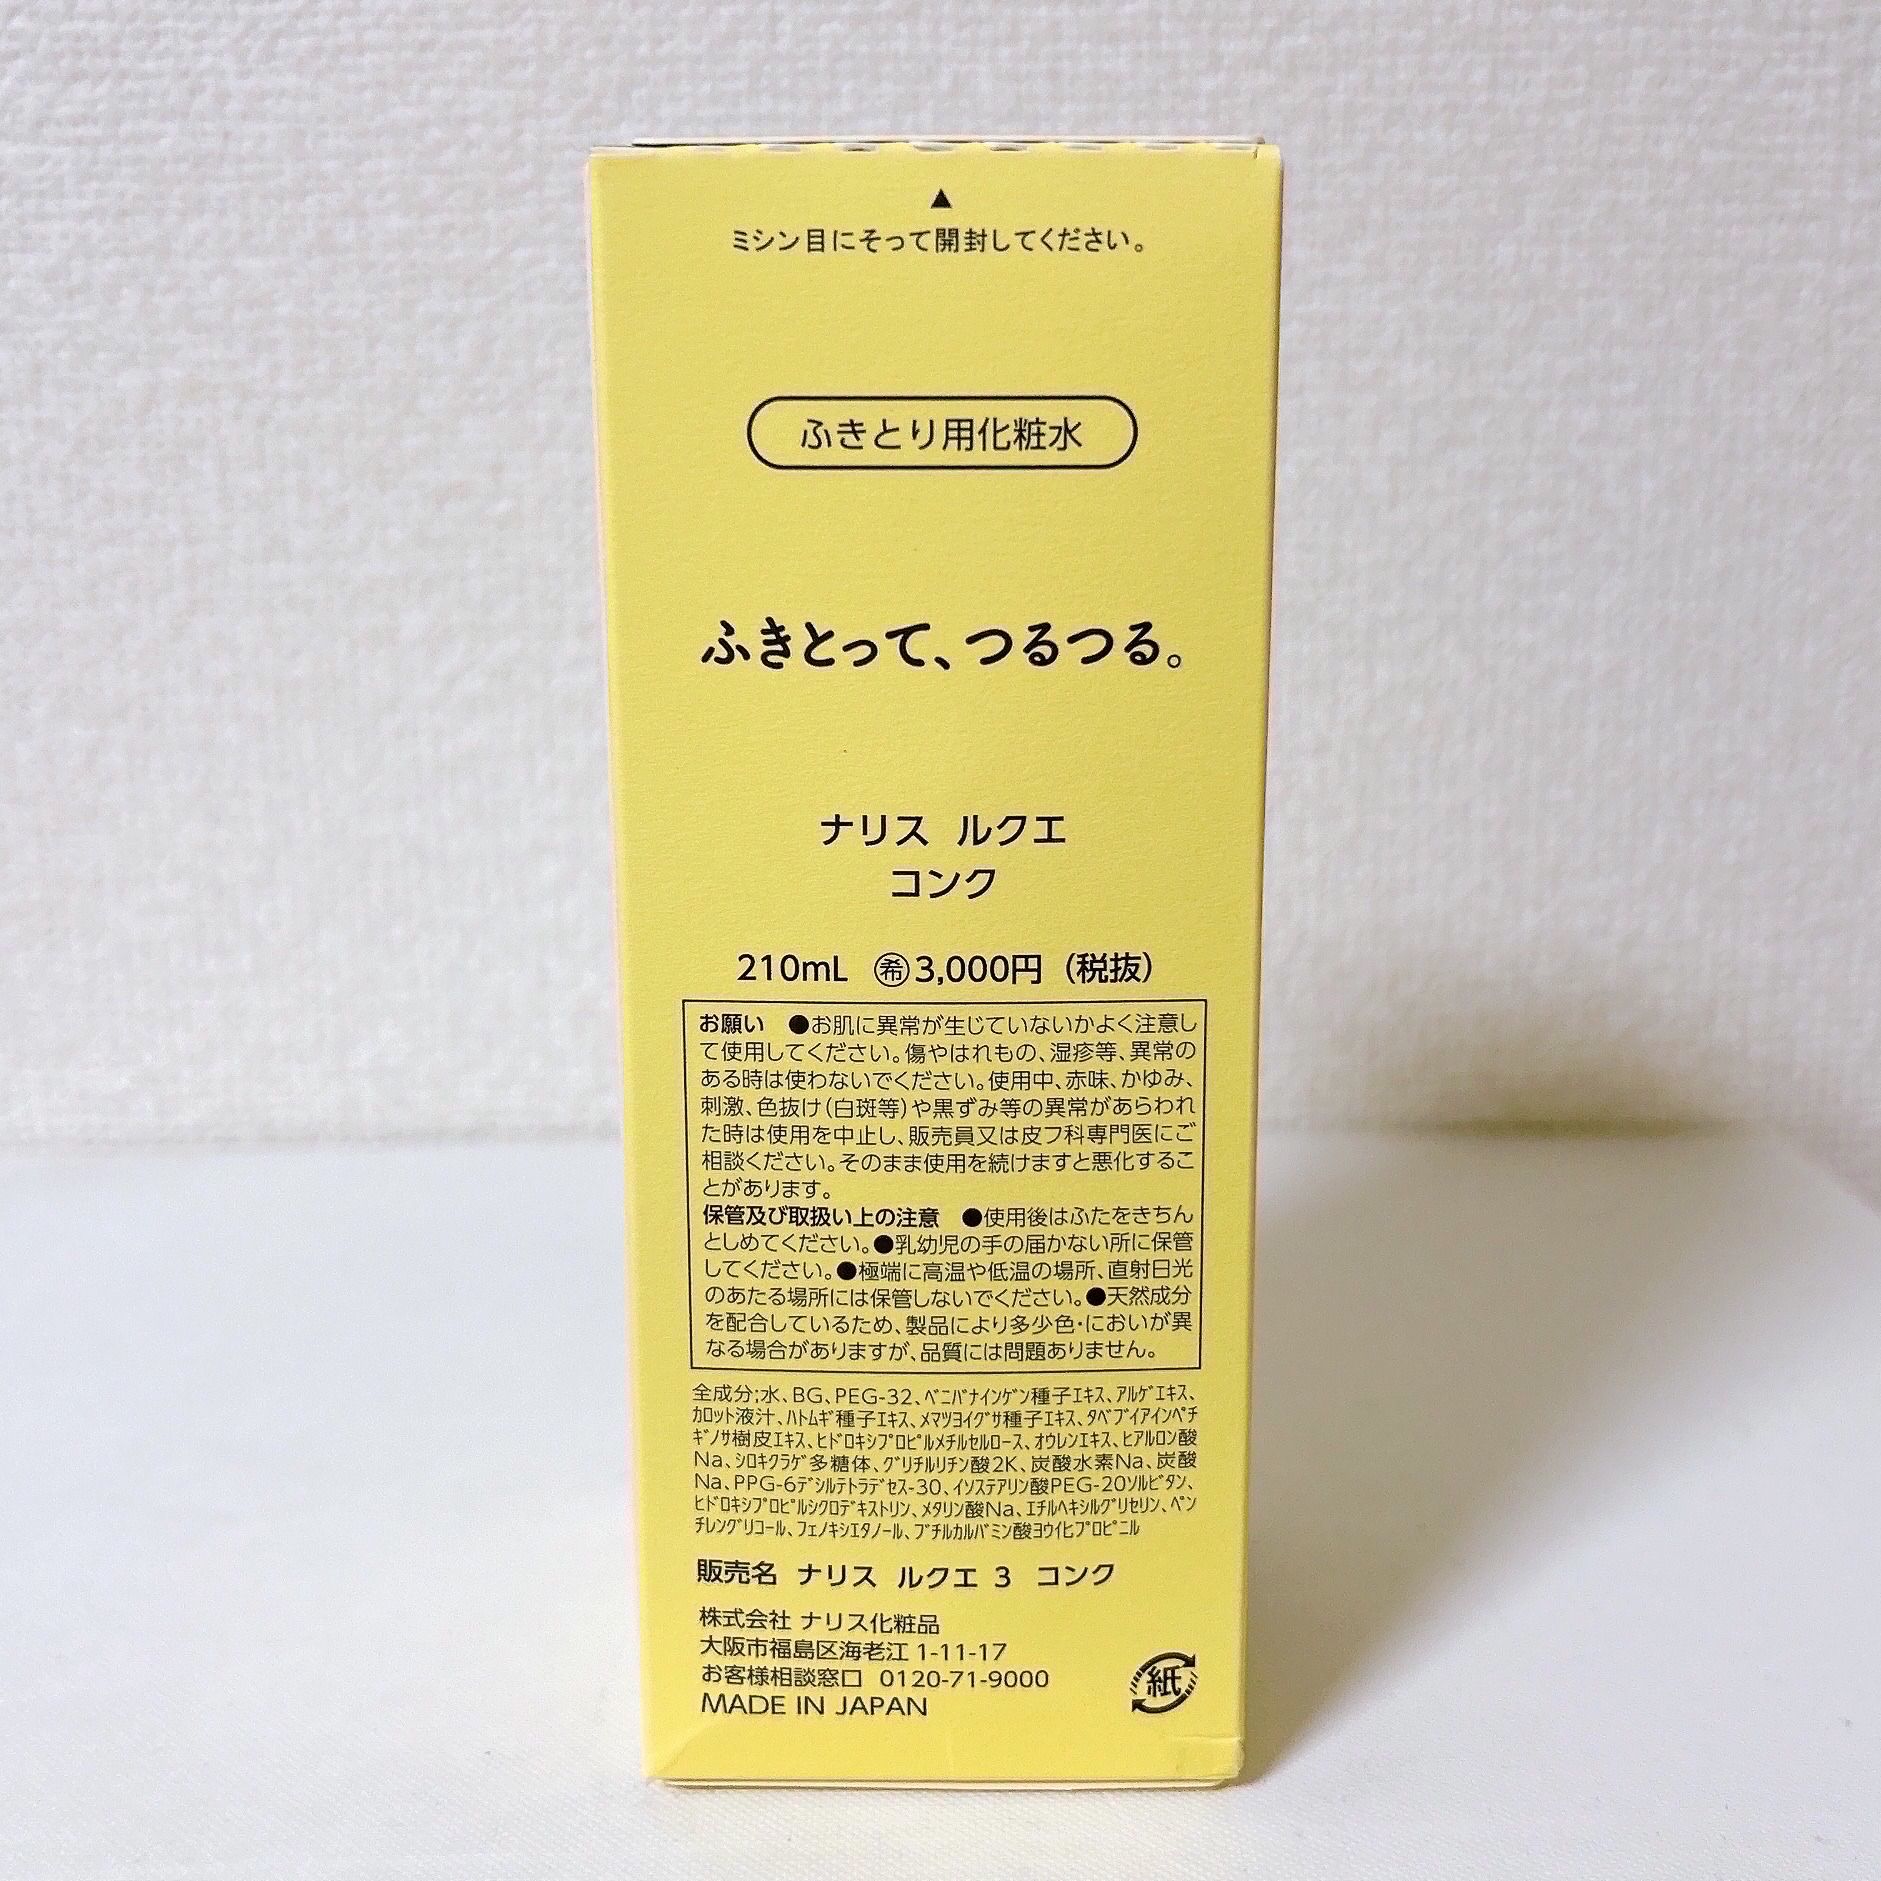 ▲
ミシン目にそって開封してください。
ふきとり用化粧水
ふきとって、つるつる。
ナリス ルクエ
コンク
210mL ㊒3,000円（税抜）
お願い ●お肌に異常が生じていないかよく注意し
て使用してください。傷やはれもの、湿疹等、異常の
ある時は使わないでください。使用中、赤味、かゆみ、
刺激、色抜け（白斑等）や黒ずみ等の異常があらわれ
た時は使用を中止し、販売員又は皮フ科専門医にご
相談ください。そのまま使用を続けますと悪化するこ
とがあります。
保管及び取扱い上の注意 ●使用後はふたをきちん
としめてください。●乳幼児の手の届かない所に保管
してください。●極端に高温や低温の場所、直射日光
のあたる場所には保管しないでください。●天然成分
を配合しているため、製品により多少色・においが異
なる場合がありますが、品質には問題ありません。
全成分;水、BG、PEG-32、ﾍﾞﾆﾊﾞﾅｲﾝｹﾞﾝ種子ｴｷｽ、ｱﾙｹﾞｴｷｽ、
ｶﾛｯﾄ液汁、ﾊﾄﾑｷﾞ種子ｴｷｽ、ﾒﾏﾂﾖｲｸﾞｻ種子ｴｷｽ、ﾀﾍﾞﾌﾞｲｱｲﾝﾍﾟﾁ
ｷﾞﾉｻ樹皮ｴｷｽ、ﾋﾄﾞﾛｷｼﾌﾟﾛﾋﾟﾙﾒﾁﾙｾﾙﾛｰｽ、ｵｳﾚﾝｴｷｽ、ﾋｱﾙﾛﾝ酸
Na、ｼﾛｷｸﾗｹﾞ多糖体、ｸﾞﾘﾁﾙﾘﾁﾝ酸2K、炭酸水素Na、炭酸
Na、PPG-6ﾃﾞｼﾙﾃﾄﾗﾃﾞｾｽ-30、ｲｿｽﾃｱﾘﾝ酸PEG-20ｿﾙﾋﾞﾀﾝ、
ﾋﾄﾞﾛｷｼﾌﾟﾛﾋﾟﾙｼｸﾛﾃﾞｷｽﾄﾘﾝ、ﾒﾀﾘﾝ酸Na、ｴﾁﾙﾍｷｼﾙｸﾞﾘｾﾘﾝ、ﾍﾟﾝ
ﾁﾚﾝｸﾞﾘｺｰﾙ、ﾌｪﾉｷｼｴﾀﾉｰﾙ、ﾌﾞﾁﾙｶﾙﾊﾞﾐﾝ酸ﾖｳ化ﾌﾟﾛﾋﾟﾆﾙ
販売名 ナリス ルクエ 3 コンク
株式会社 ナリス化粧品
大阪市福島区海老江 1-11-17
お客様相談窓口 0120-71-9000
MADE IN JAPAN
紙